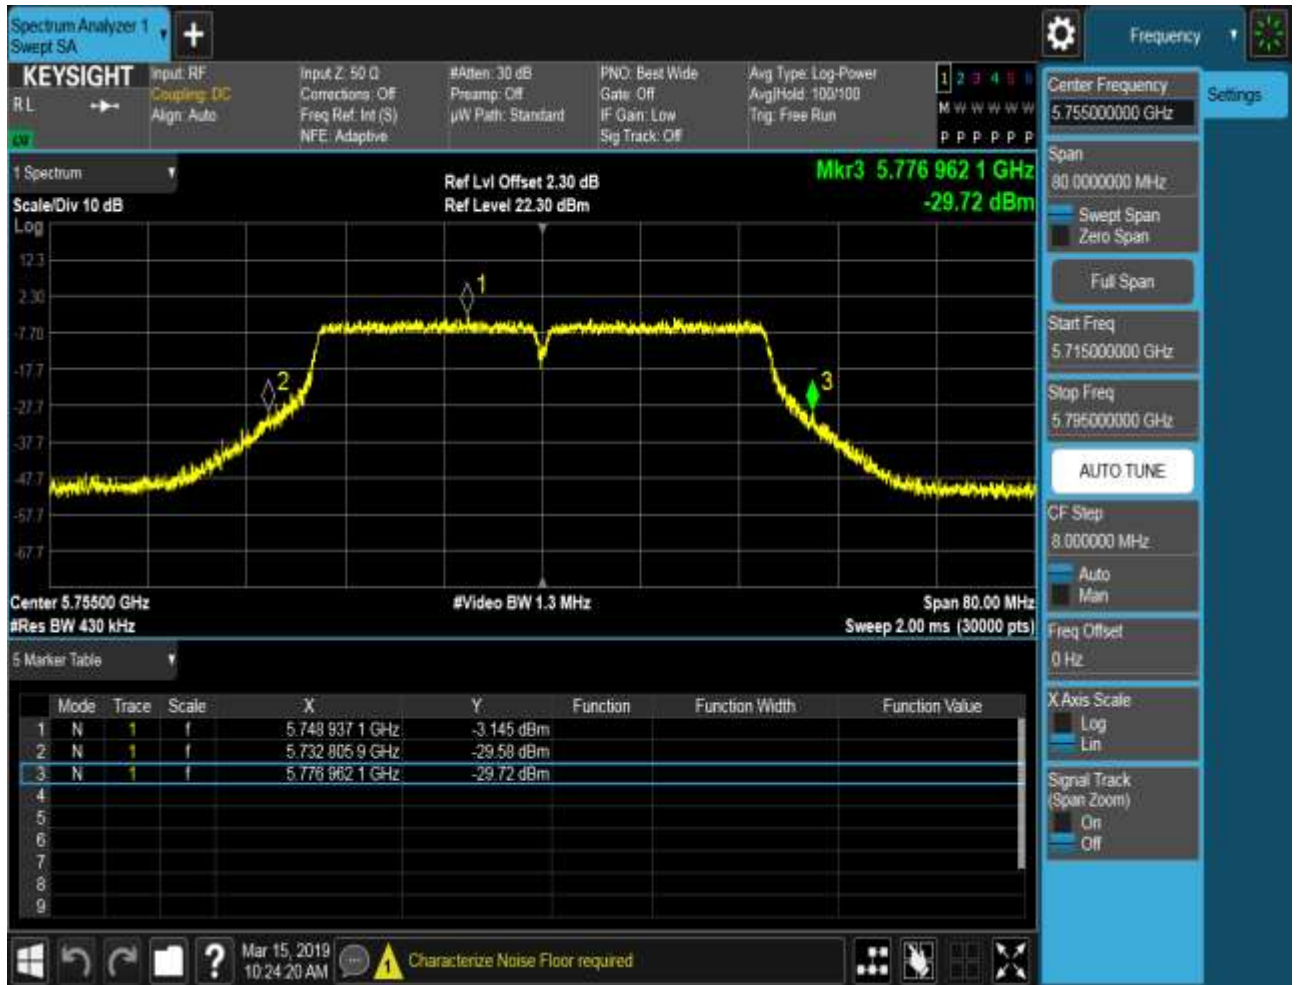 Spectrum Analyzer 1
Swept SA
+
Frequency
KEYSIGHT
RL
Input: RF
Coupling: DC
Align: Auto
Input Z: 50 Ω
Corrections: Off
Freq Ref: Int (S)
NFE: Adaptive
#Atten: 30 dB
Preamp: Off
µW Path: Standard
PNO: Best Wide
Gate: Off
IF Gain: Low
Sig Track: Off
Avg Type: Log-Power
Avg|Hold: 100/100
Trig: Free Run
1 2 3 4 5 6
M W W W W W
P P P P P P
1 Spectrum
Scale/Div 10 dB
Ref Lvl Offset 2.30 dB
Ref Level 22.30 dBm
Mkr3 5.776 962 1 GHz
-29.72 dBm
Log
12.3
2.30
-7.70
-17.7
-27.7
-37.7
-47.7
-57.7
-67.7
1
2
3
Center 5.75500 GHz
#Video BW 1.3 MHz
Span 80.00 MHz
#Res BW 430 kHz
Sweep 2.00 ms (30000 pts)
5 Marker Table
Mode Trace Scale X Y Function Function Width Function Value
1 N 1 f 5.748 937 1 GHz -3.145 dBm
2 N 1 f 5.732 805 9 GHz -29.58 dBm
3 N 1 f 5.776 962 1 GHz -29.72 dBm
4
5
6
7
8
9
Center Frequency
5.755000000 GHz
Settings
Span
80.0000000 MHz
Swept Span
Zero Span
Full Span
Start Freq
5.715000000 GHz
Stop Freq
5.795000000 GHz
AUTO TUNE
CF Step
8.000000 MHz
Auto
Man
Freq Offset
0 Hz
X Axis Scale
Log
Lin
Signal Track
(Span Zoom)
On
Off
?
Mar 15, 2019
10:24:20 AM
1
Characterize Noise Floor required